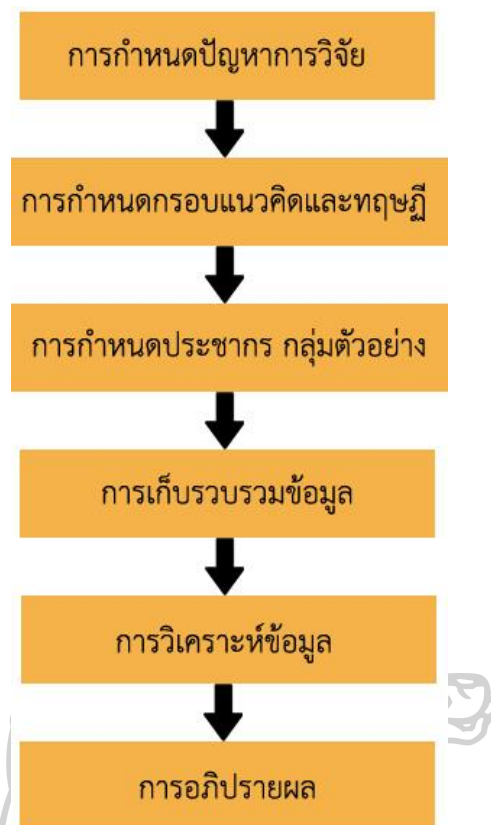 การกำหนดปัญหาการวิจัย
การกำหนดกรอบแนวคิดและทฤษฏี
การกำหนดประชากร กลุ่มตัวอย่าง
การเก็บรวบรวมข้อมูล
การวิเคราะห์ข้อมูล
การอภิปรายผล